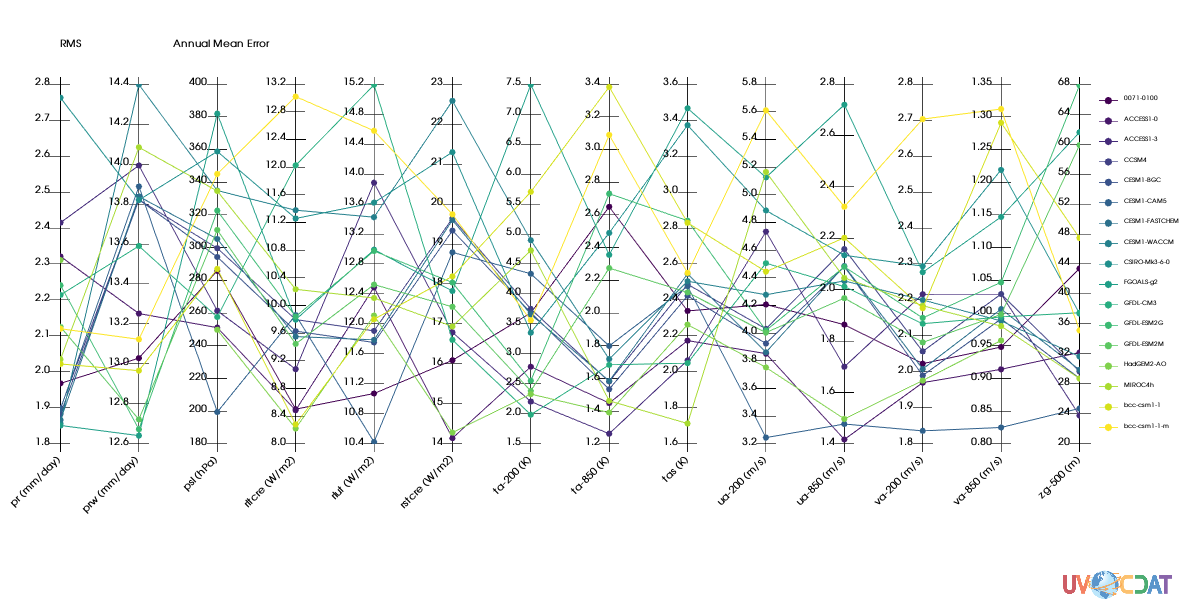 RMS Annual Mean Error
2.8 14.4 400 13.2 15.2 23 7.5 3.4 3.6 5.8 2.8 2.8 1.35 68
2.7 14.2 380 12.8 14.8 22 7.0 3.2 3.4 5.6 2.6 2.7 1.30 64
2.6 14.0 360 12.4 14.4 21 6.5 3.0 3.2 5.4 2.4 2.6 1.25 60
2.5 13.8 340 12.0 14.0 20 6.0 2.8 3.0 5.2 2.2 2.5 1.20 56
2.4 13.6 320 11.6 13.6 19 5.5 2.6 2.8 5.0 2.0 2.4 1.15 52
2.3 13.4 300 11.2 13.2 18 5.0 2.4 2.6 4.8 1.8 2.3 1.10 48
2.2 13.2 280 10.8 12.8 17 4.5 2.2 2.4 4.6 1.6 2.2 1.05 44
2.1 13.0 260 10.4 12.4 16 4.0 2.0 2.2 4.4 1.4 2.1 1.00 40
2.0 12.8 240 10.0 12.0 15 3.5 1.8 2.0 4.2 2.0 0.95 36
1.9 12.6 220 9.6 11.6 14 3.0 1.6 1.8 4.0 1.9 0.90 32
1.8 200 9.2 11.2 2.5 1.4 1.6 3.8 1.8 0.85 28
180 8.8 10.8 2.0 1.2 3.6 0.80 24
8.4 10.4 1.5 3.4 20
8.0 3.2
pr (mm/day)
prw (mm/day)
psl (hPa)
rltcre (W/m2)
rlut (W/m2)
rstcre (W/m2)
ta-200 (K)
ta-850 (K)
tas (K)
ua-200 (m/s)
ua-850 (m/s)
va-200 (m/s)
va-850 (m/s)
zg-500 (m)
0071-0100
ACCESS1-0
ACCESS1-3
CCSM4
CESM1-BGC
CESM1-CAM5
CESM1-FASTCHEM
CESM1-WACCM
CSIRO-Mk3-6-0
FGOALS-g2
GFDL-CM3
GFDL-ESM2G
GFDL-ESM2M
HadGEM2-AO
MIROC4h
bcc-csm1-1
bcc-csm1-1-m
UV CDAT